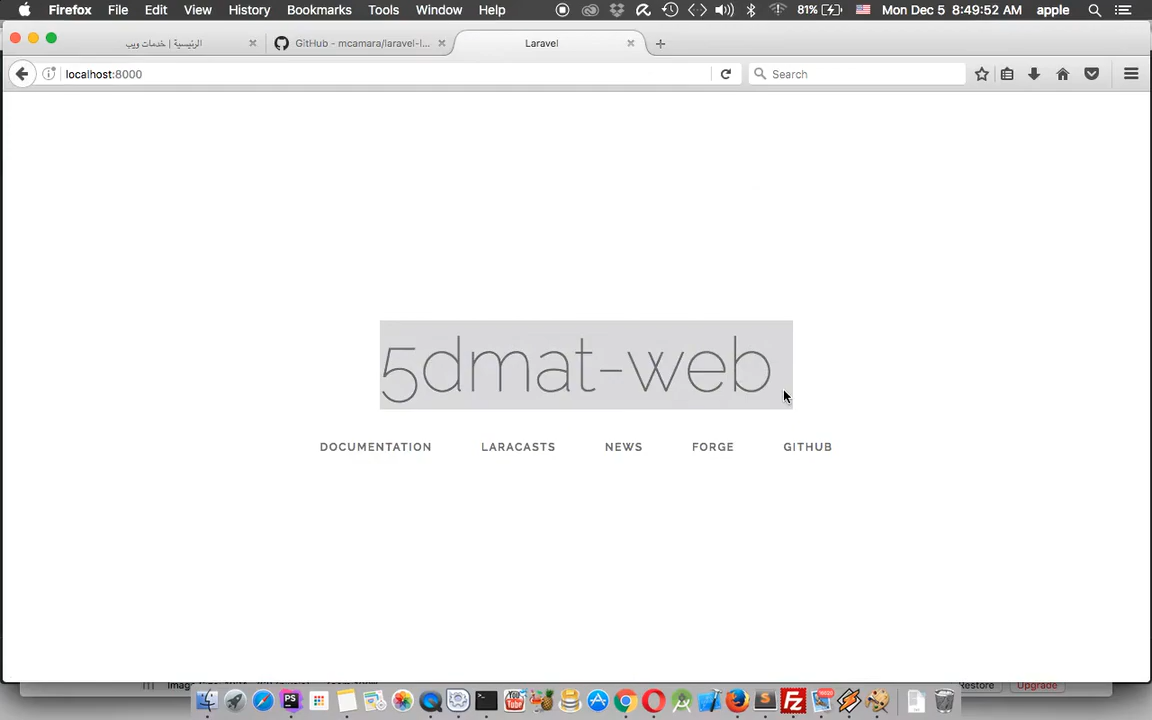 Firefox File Edit View History Bookmarks Tools Window Help 81% Mon Dec 5 8:49:52 AM apple
الرئيسية | خدمات ويب GitHub - mcamara/laravel-l... Laravel
localhost:8000 Search
5dmat-web
DOCUMENTATION LARACASTS NEWS FORGE GITHUB
Restore Upgrade